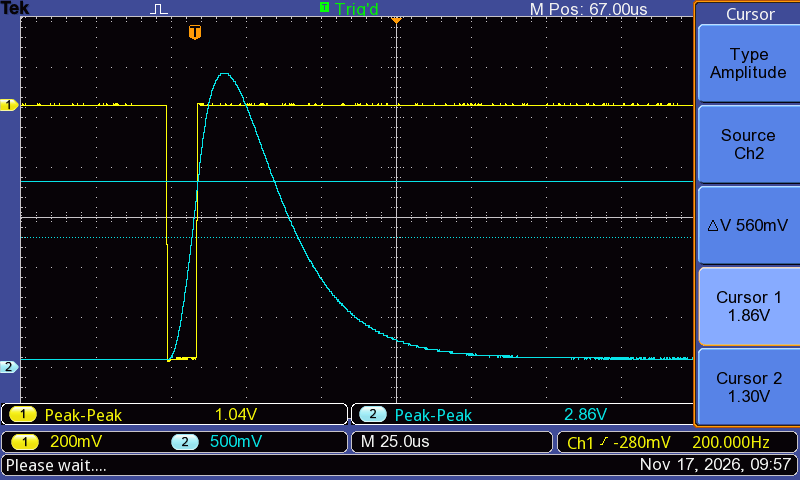 Tek T Trig'd M Pos: 67.00us Cursor
T
Type
Amplitude
1
Source
Ch2
△V 560mV
Cursor 1
1.86V
2
Cursor 2
1.30V
1 Peak-Peak 1.04V 2 Peak-Peak 2.86V
1 200mV 2 500mV M 25.0us Ch1 -280mV 200.000Hz
Please wait.... Nov 17, 2026, 09:57